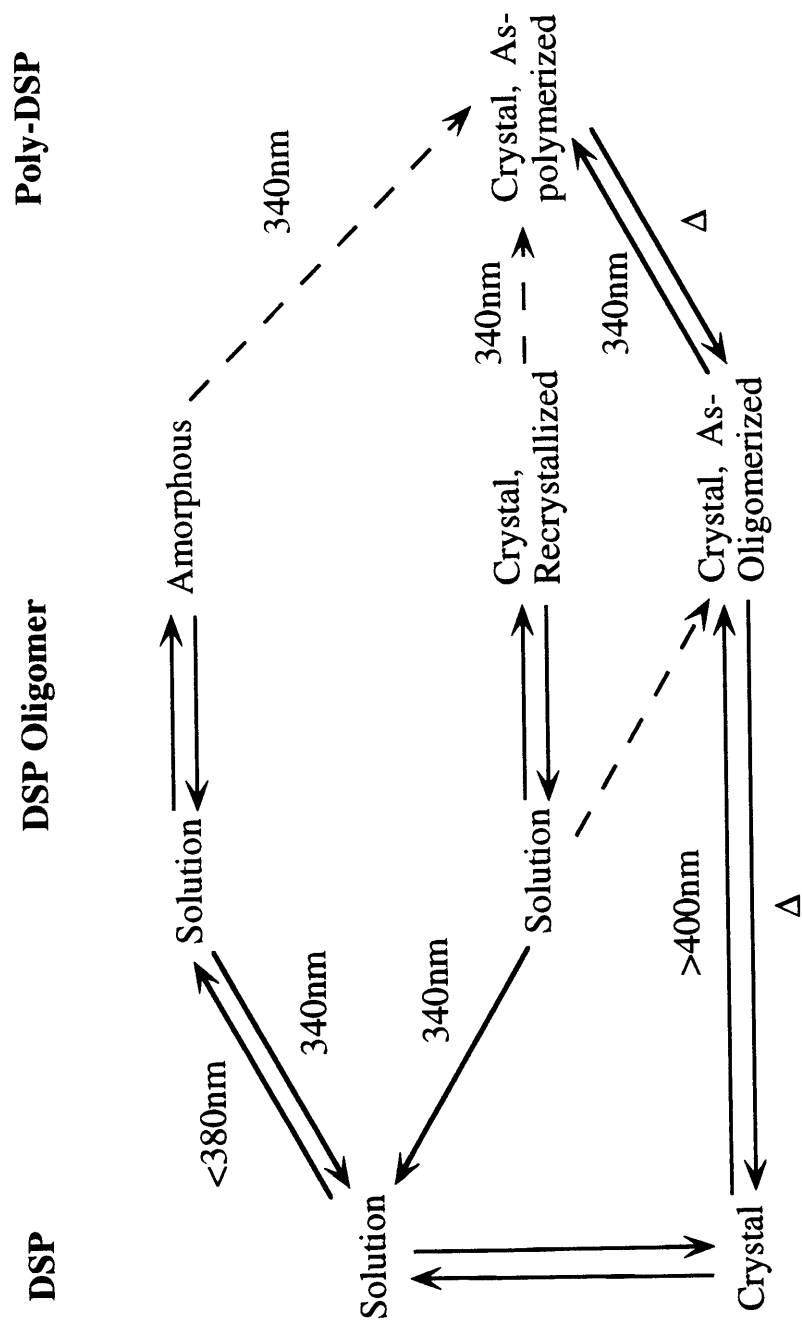 DSP
DSP Oligomer
Poly-DSP
<380nm
Solution
Amorphous
340nm
340nm
Solution
340nm
Solution
Crystal,
Recrystallized
340nm
Crystal, As-
polymerized
Crystal
>400nm
Δ
Crystal, As-
Oligomerized
340nm
Δ